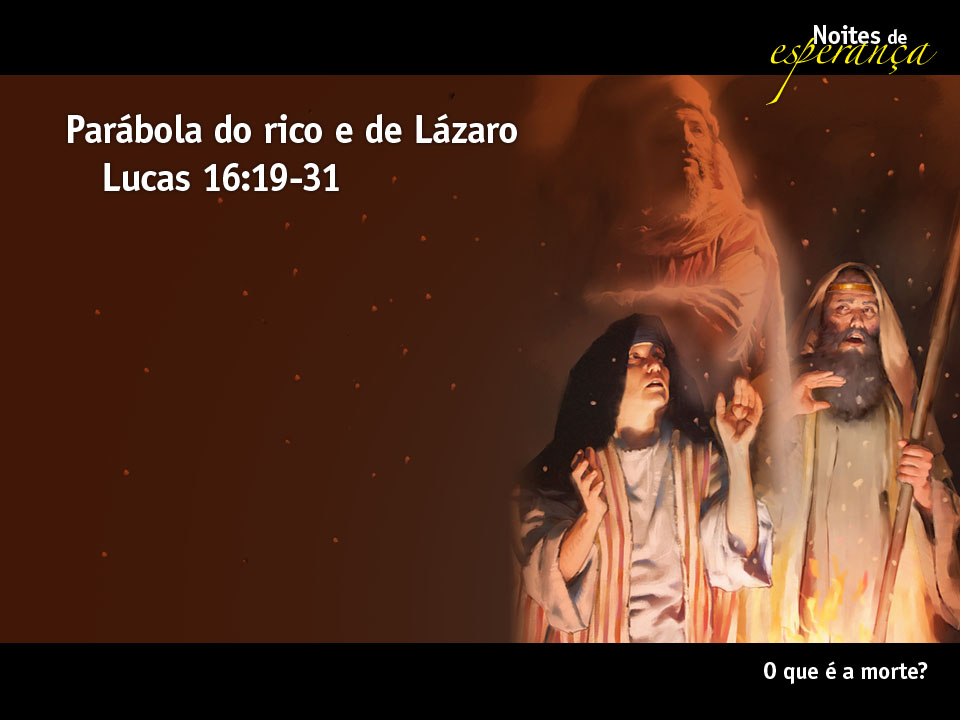 Noites de
esperança
Parábola do rico e de Lázaro
Lucas 16:19-31
O que é a morte?